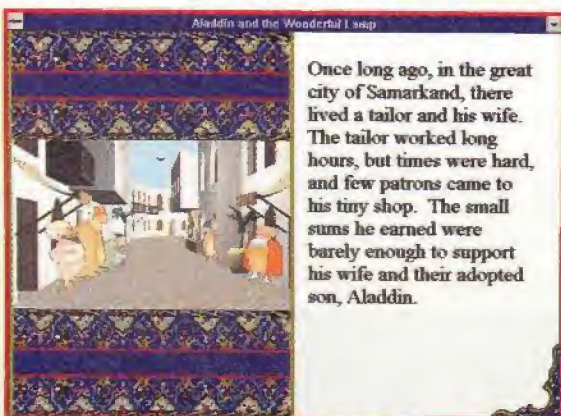 Aladdin and the Wonderful Lamp
Once long ago, in the great
city of Samarkand, there
lived a tailor and his wife.
The tailor worked long
hours, but times were hard,
and few patrons came to
his tiny shop.  The small
sums he earned were
barely enough to support
his wife and their adopted
son, Aladdin.